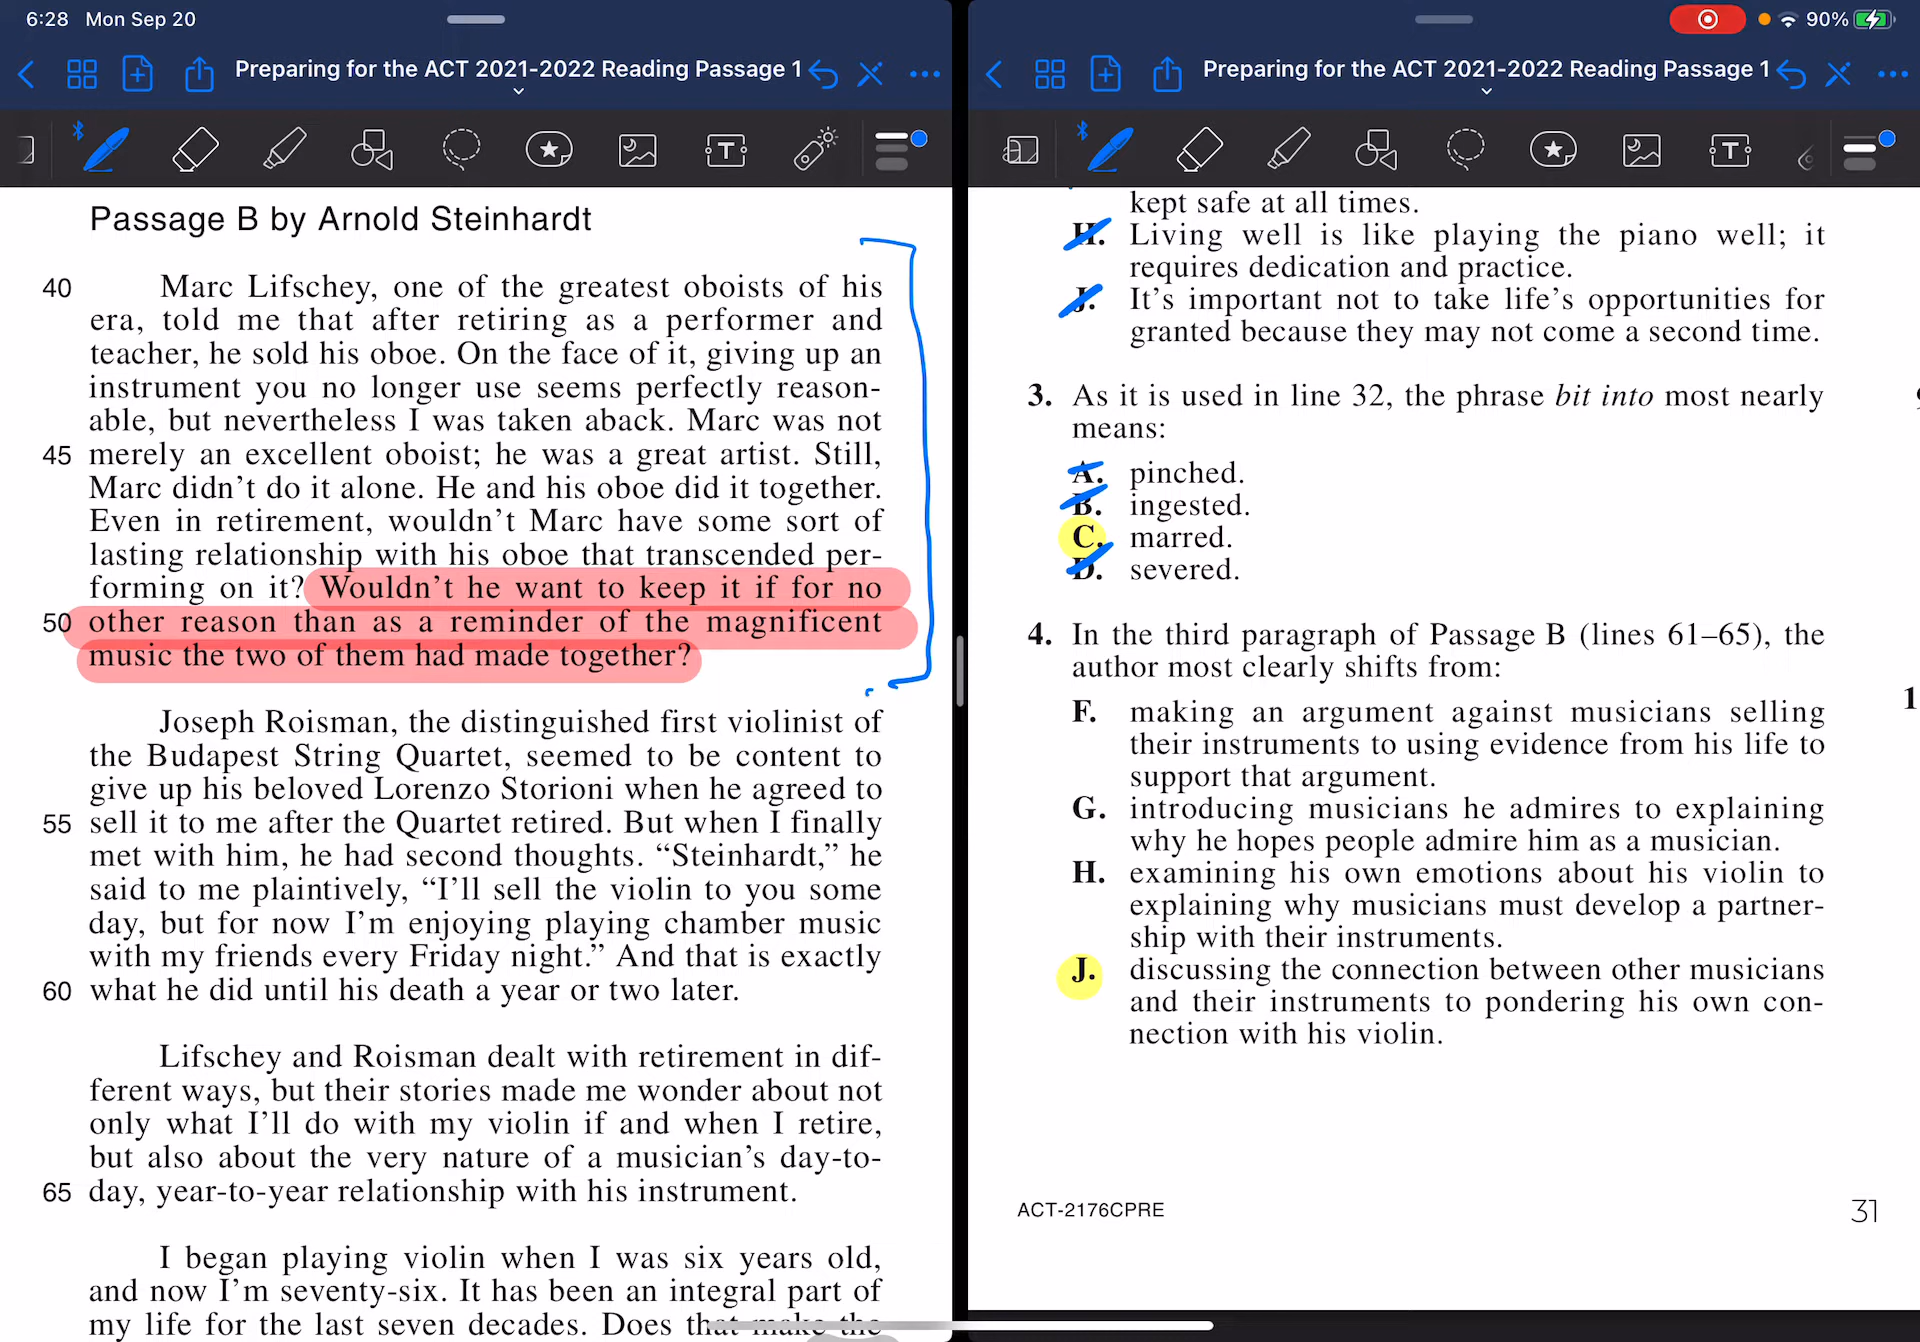 6:28 Mon Sep 20
90%
Preparing for the ACT 2021-2022 Reading Passage 1
Passage B by Arnold Steinhardt
40 Marc Lifschey, one of the greatest oboists of his
era, told me that after retiring as a performer and
teacher, he sold his oboe. On the face of it, giving up an
instrument you no longer use seems perfectly reason-
able, but nevertheless I was taken aback. Marc was not
45 merely an excellent oboist; he was a great artist. Still,
Marc didn't do it alone. He and his oboe did it together.
Even in retirement, wouldn't Marc have some sort of
lasting relationship with his oboe that transcended per-
forming on it? Wouldn't he want to keep it if for no
50 other reason than as a reminder of the magnificent
music the two of them had made together?
Joseph Roisman, the distinguished first violinist of
the Budapest String Quartet, seemed to be content to
give up his beloved Lorenzo Storioni when he agreed to
55 sell it to me after the Quartet retired. But when I finally
met with him, he had second thoughts. “Steinhardt,” he
said to me plaintively, “I'll sell the violin to you some
day, but for now I'm enjoying playing chamber music
with my friends every Friday night.” And that is exactly
60 what he did until his death a year or two later.
Lifschey and Roisman dealt with retirement in dif-
ferent ways, but their stories made me wonder about not
only what I'll do with my violin if and when I retire,
but also about the very nature of a musician's day-to-
65 day, year-to-year relationship with his instrument.
I began playing violin when I was six years old,
and now I'm seventy-six. It has been an integral part of
my life for the last seven decades. Does that make the
Preparing for the ACT 2021-2022 Reading Passage 1
kept safe at all times.
H. Living well is like playing the piano well; it
requires dedication and practice.
J. It's important not to take life's opportunities for
granted because they may not come a second time.
3. As it is used in line 32, the phrase bit into most nearly
means:
A. pinched.
B. ingested.
C. marred.
D. severed.
4. In the third paragraph of Passage B (lines 61–65), the
author most clearly shifts from:
F. making an argument against musicians selling
their instruments to using evidence from his life to
support that argument.
G. introducing musicians he admires to explaining
why he hopes people admire him as a musician.
H. examining his own emotions about his violin to
explaining why musicians must develop a partner-
ship with their instruments.
J. discussing the connection between other musicians
and their instruments to pondering his own con-
nection with his violin.
1
ACT-2176CPRE
31